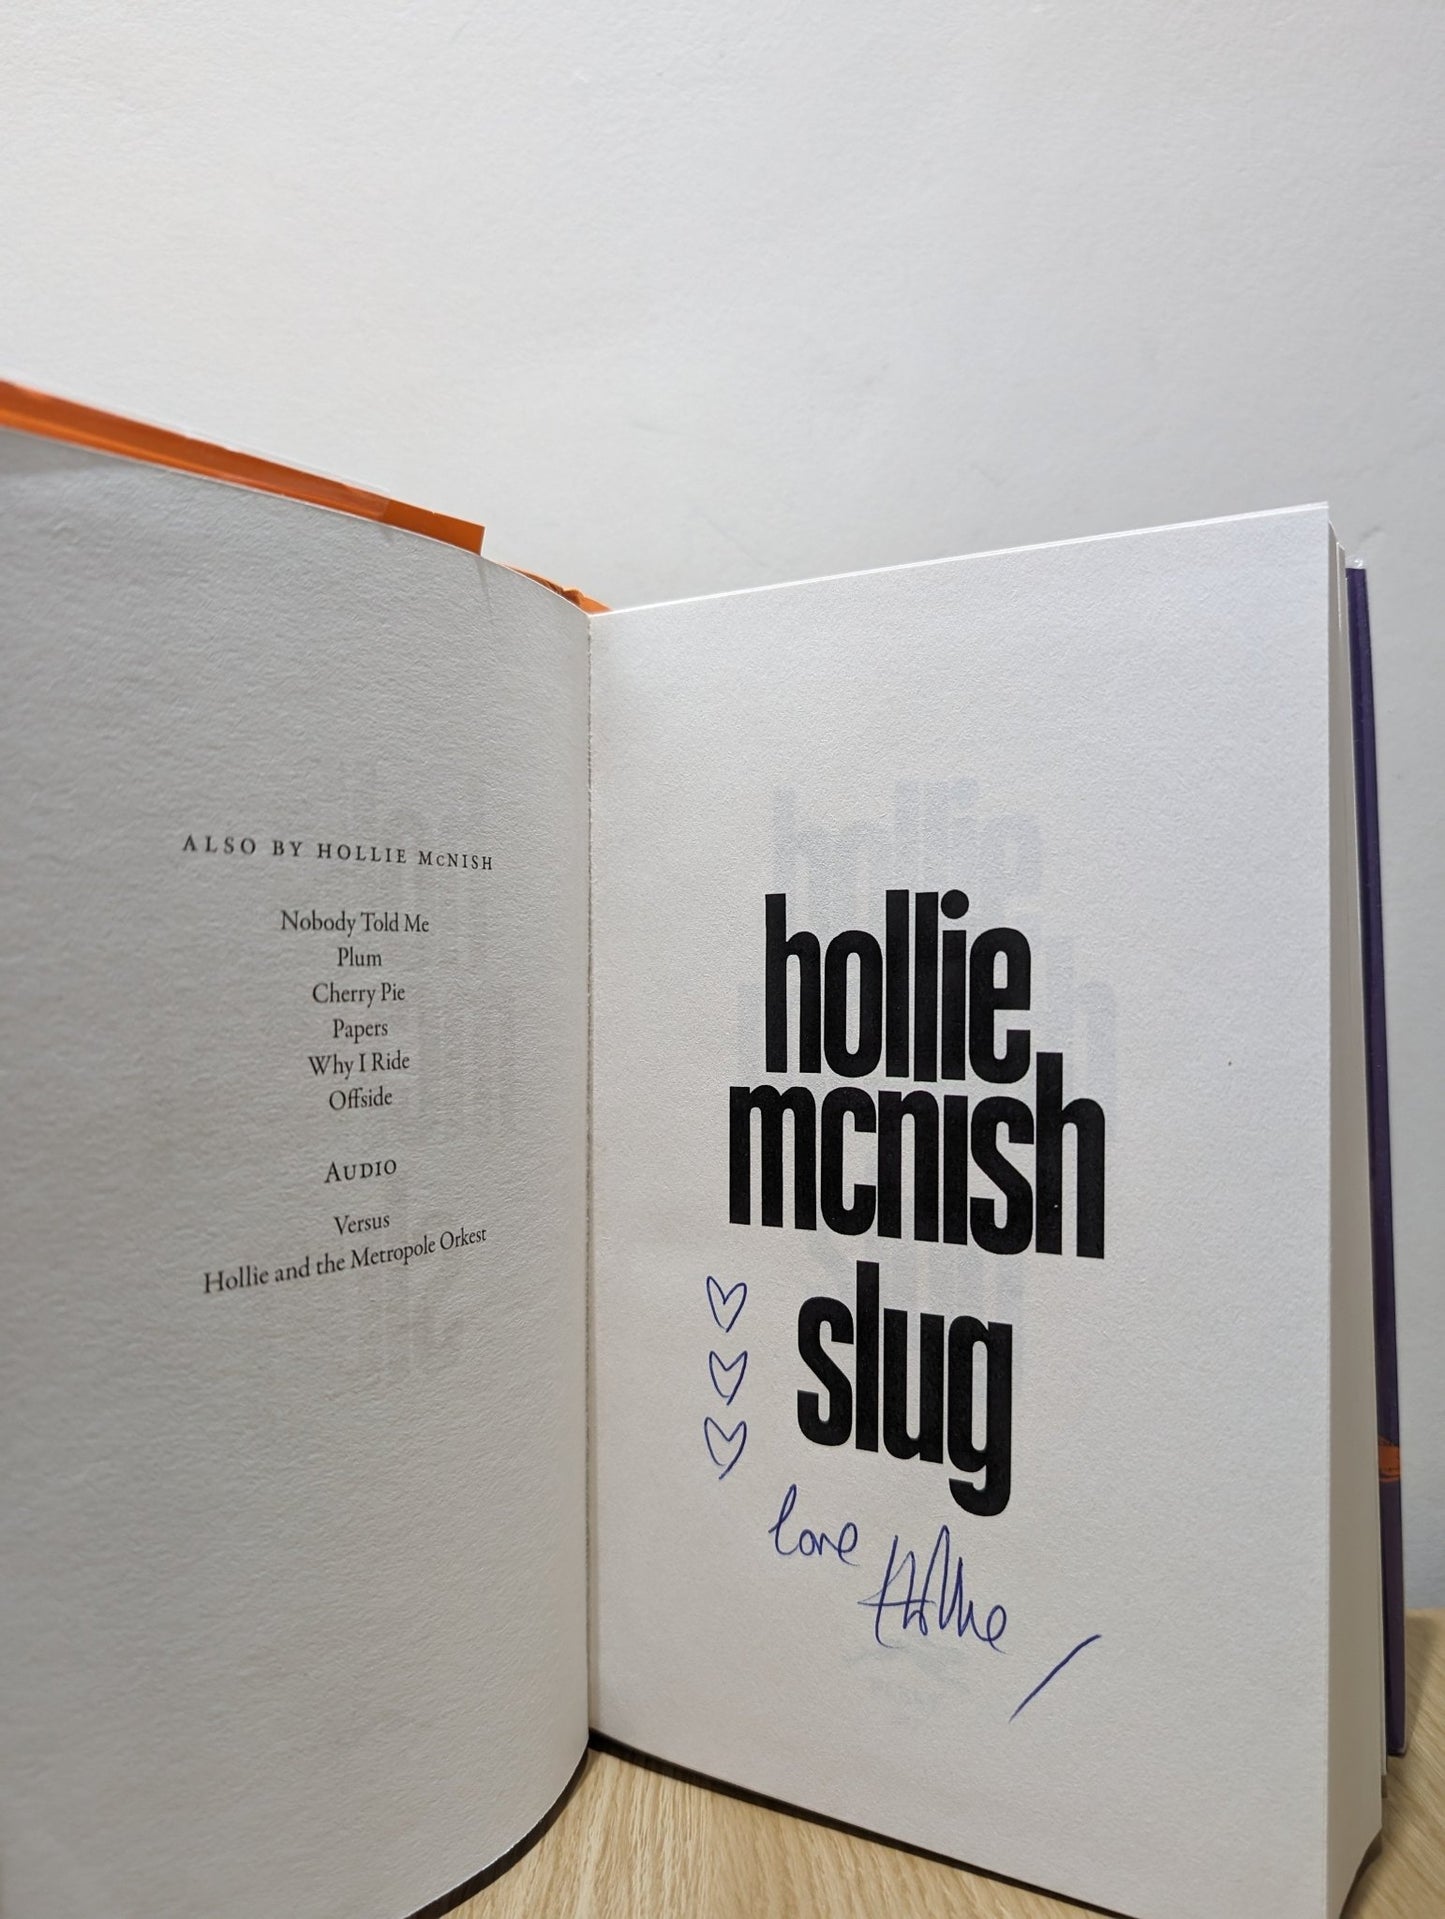 ALSO BY HOLLIE McNISH
Nobody Told Me
Plum
Cherry Pie
Papers
Why I Ride
Offside
AUDIO
Versus
Hollie and the Metropole Orkest
hollie
mcnish
slug
love Hollie